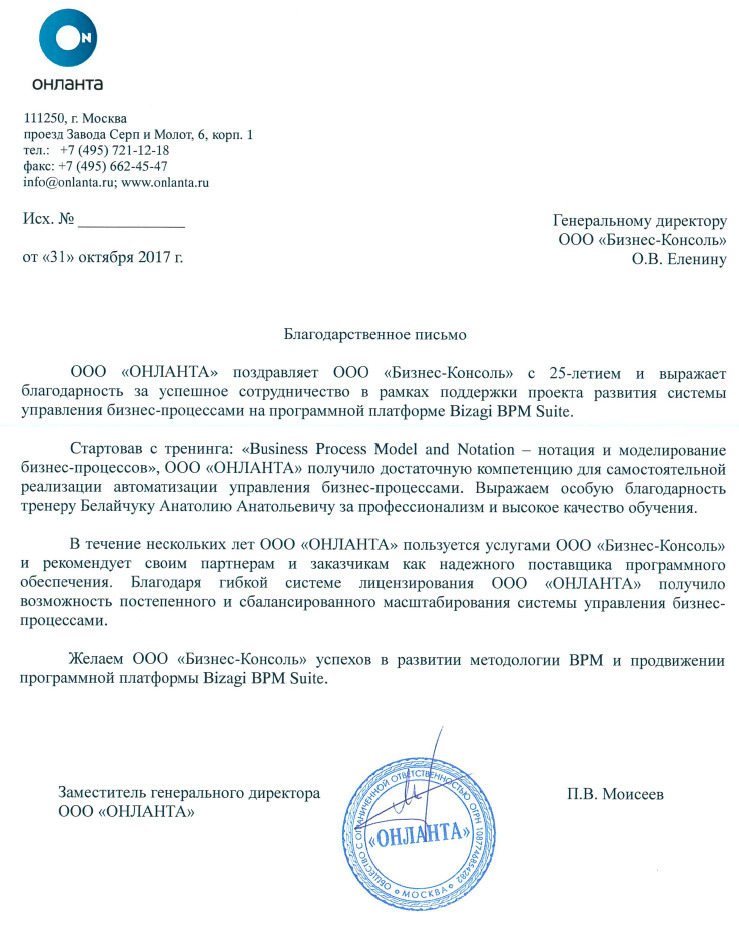 ON
ОНЛАНТА
111250, г. Москва
проезд Завода Серп и Молот, 6, корп. 1
тел.: +7 (495) 721-12-18
факс: +7 (495) 662-45-47
info@onlanta.ru; www.onlanta.ru
Исх. № _____________
от «31» октября 2017 г.
Генеральному директору
ООО «Бизнес-Консоль»
О.В. Еленину
Благодарственное письмо
ООО «ОНЛАНТА» поздравляет ООО «Бизнес-Консоль» с 25-летием и выражает
благодарность за успешное сотрудничество в рамках поддержки проекта развития системы
управления бизнес-процессами на программной платформе Bizagi BPM Suite.
Стартовав с тренинга: «Business Process Model and Notation – нотация и моделирование
бизнес-процессов», ООО «ОНЛАНТА» получило достаточную компетенцию для самостоятельной
реализации автоматизации управления бизнес-процессами. Выражаем особую благодарность
тренеру Белайчуку Анатолию Анатольевичу за профессионализм и высокое качество обучения.
В течение нескольких лет ООО «ОНЛАНТА» пользуется услугами ООО «Бизнес-Консоль»
и рекомендует своим партнерам и заказчикам как надежного поставщика программного
обеспечения. Благодаря гибкой системе лицензирования ООО «ОНЛАНТА» получило
возможность постепенного и сбалансированного масштабирования системы управления бизнес-
процессами.
Желаем ООО «Бизнес-Консоль» успехов в развитии методологии BPM и продвижении
программной платформы Bizagi BPM Suite.
Заместитель генерального директора
ООО «ОНЛАНТА»
П.В. Моисеев
ОБЩЕСТВО С ОГРАНИЧЕННОЙ ОТВЕТСТВЕННОСТЬЮ ОГРН 1087746854282
«ОНЛАНТА»
МОСКВА